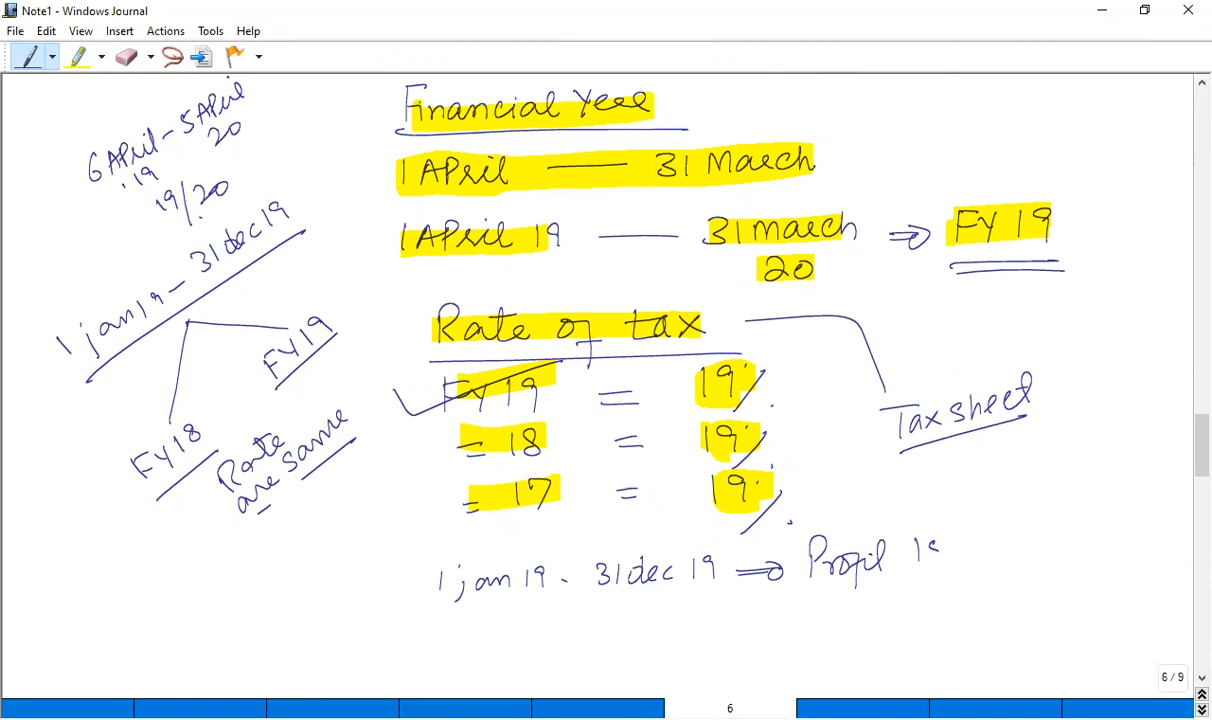 Note1 - Windows Journal
File Edit View Insert Actions Tools Help
Financial Year
1 April — 31 March
1 April 19 — 31 March 20 ⇒ FY 19
6 April - 5 April
'19 20
19/20
1 jan 19 - 31 dec 19
FY 19
FY 18
Rate are same
Rate of tax
Tax sheet
FY 19 = 19%
= 18 = 19%
= 17 = 19%
1 jan 19 - 31 dec 19 ⇒ Profit
6 / 9
6